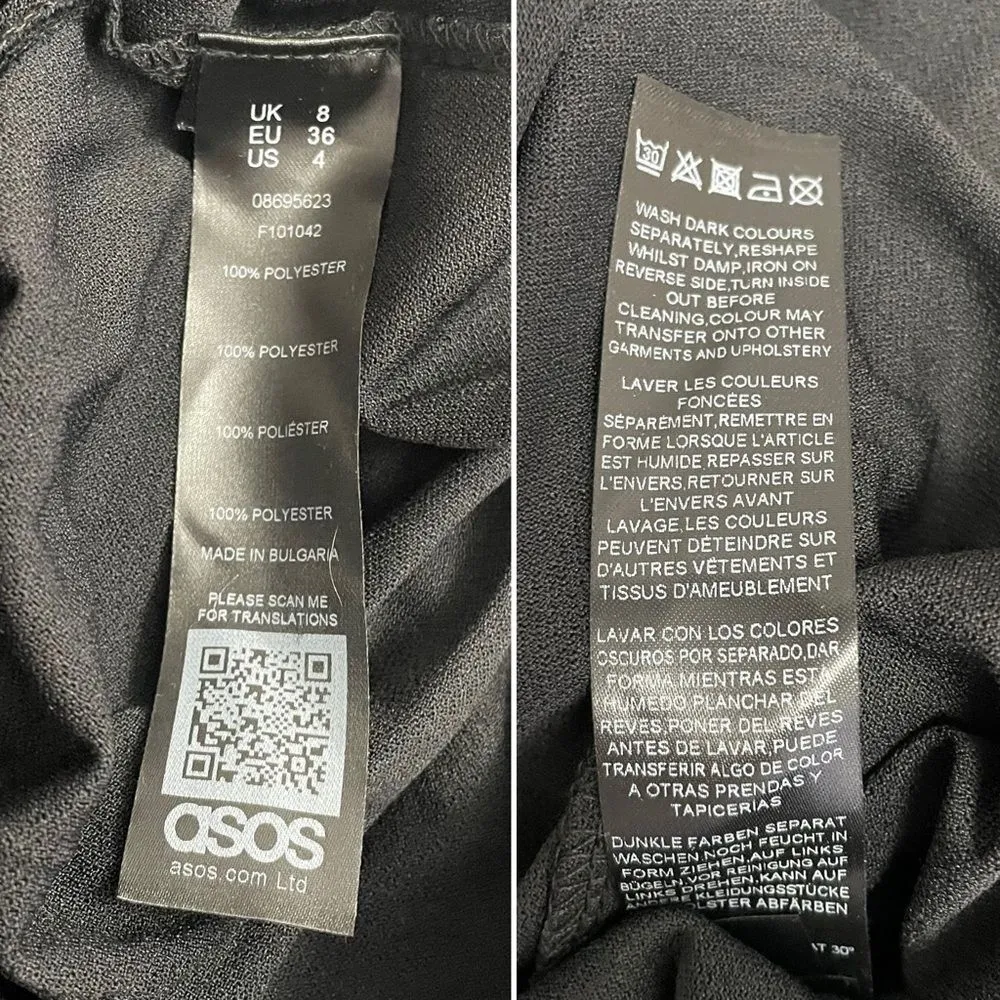 UK 8
EU 36
US 4
08695623
F101042
100% POLYESTER
100% POLYESTER
100% POLIÉSTER
100% POLYESTER
MADE IN BULGARIA
PLEASE SCAN ME
FOR TRANSLATIONS
asos
asos.com Ltd
30
WASH DARK COLOURS
SEPARATELY,RESHAPE
WHILST DAMP,IRON ON
REVERSE SIDE,TURN INSIDE
OUT BEFORE
CLEANING,COLOUR MAY
TRANSFER ONTO OTHER
GARMENTS AND UPHOLSTERY
LAVER LES COULEURS
FONCÉES
SÉPARÉMENT,REMETTRE EN
FORME LORSQUE L'ARTICLE
EST HUMIDE,REPASSER SUR
L'ENVERS,RETOURNER SUR
L'ENVERS AVANT
LAVAGE,LES COULEURS
PEUVENT DÉTEINDRE SUR
D'AUTRES VÊTEMENTS ET
TISSUS D'AMEUBLEMENT
LAVAR CON LOS COLORES
OSCUROS POR SEPARADO,DAR
FORMA MIENTRAS EST
HUMEDO PLANCHAR DEL
REVES,PONER DEL REVES
ANTES DE LAVAR,PUEDE
TRANSFERIR ALGO DE COLOR
A OTRAS PRENDAS Y
TAPICERIAS
DUNKLE FARBEN SEPARAT
WASCHEN,NOCH FEUCHT IN
FORM ZIEHEN,AUF LINKS
BÜGELN,VOR REINIGUNG AUF
LINKS DREHEN,KANN AUF
ANDERE KLEIDUNGSSTÜCKE
ABFÄRBEN
AT 30°